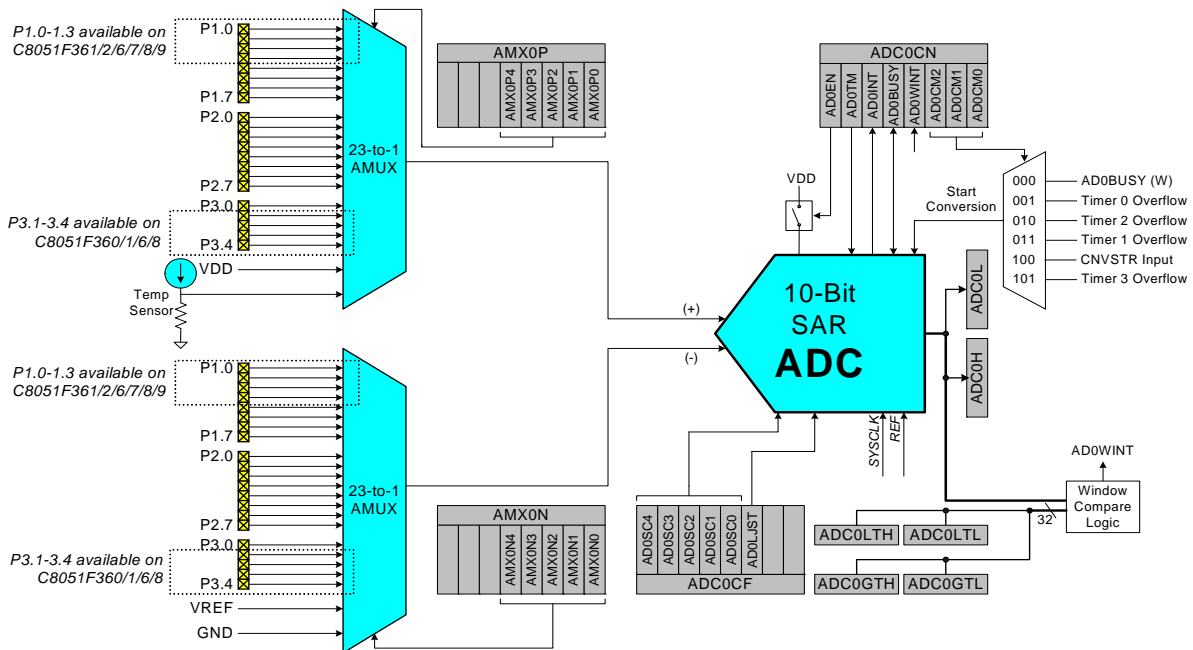 P1.0-1.3 available on
C8051F361/2/6/7/8/9
P1.0
P1.7
P2.0
P2.7
P3.1-3.4 available on
C8051F360/1/6/8
P3.0
P3.4
VDD
Temp
Sensor
23-to-1
AMUX
AMX0P
AMX0P4
AMX0P3
AMX0P2
AMX0P1
AMX0P0
ADC0CN
AD0EN
AD0TM
AD0INT
AD0BUSY
AD0WINT
AD0CM2
AD0CM1
AD0CM0
VDD
Start
Conversion
000 AD0BUSY (W)
001 Timer 0 Overflow
010 Timer 2 Overflow
011 Timer 1 Overflow
100 CNVSTR Input
101 Timer 3 Overflow
(+)
(-)
10-Bit
SAR
ADC
ADC0L
ADC0H
SYSCLK
REF
P1.0-1.3 available on
C8051F361/2/6/7/8/9
P1.0
P1.7
P2.0
P2.7
P3.1-3.4 available on
C8051F360/1/6/8
P3.0
P3.4
VREF
GND
23-to-1
AMUX
AMX0N
AMX0N4
AMX0N3
AMX0N2
AMX0N1
AMX0N0
AD0SC4
AD0SC3
AD0SC2
AD0SC1
AD0SC0
AD0LJST
ADC0CF
AD0WINT
Window
Compare
Logic
32
ADC0LTH
ADC0LTL
ADC0GTH
ADC0GTL